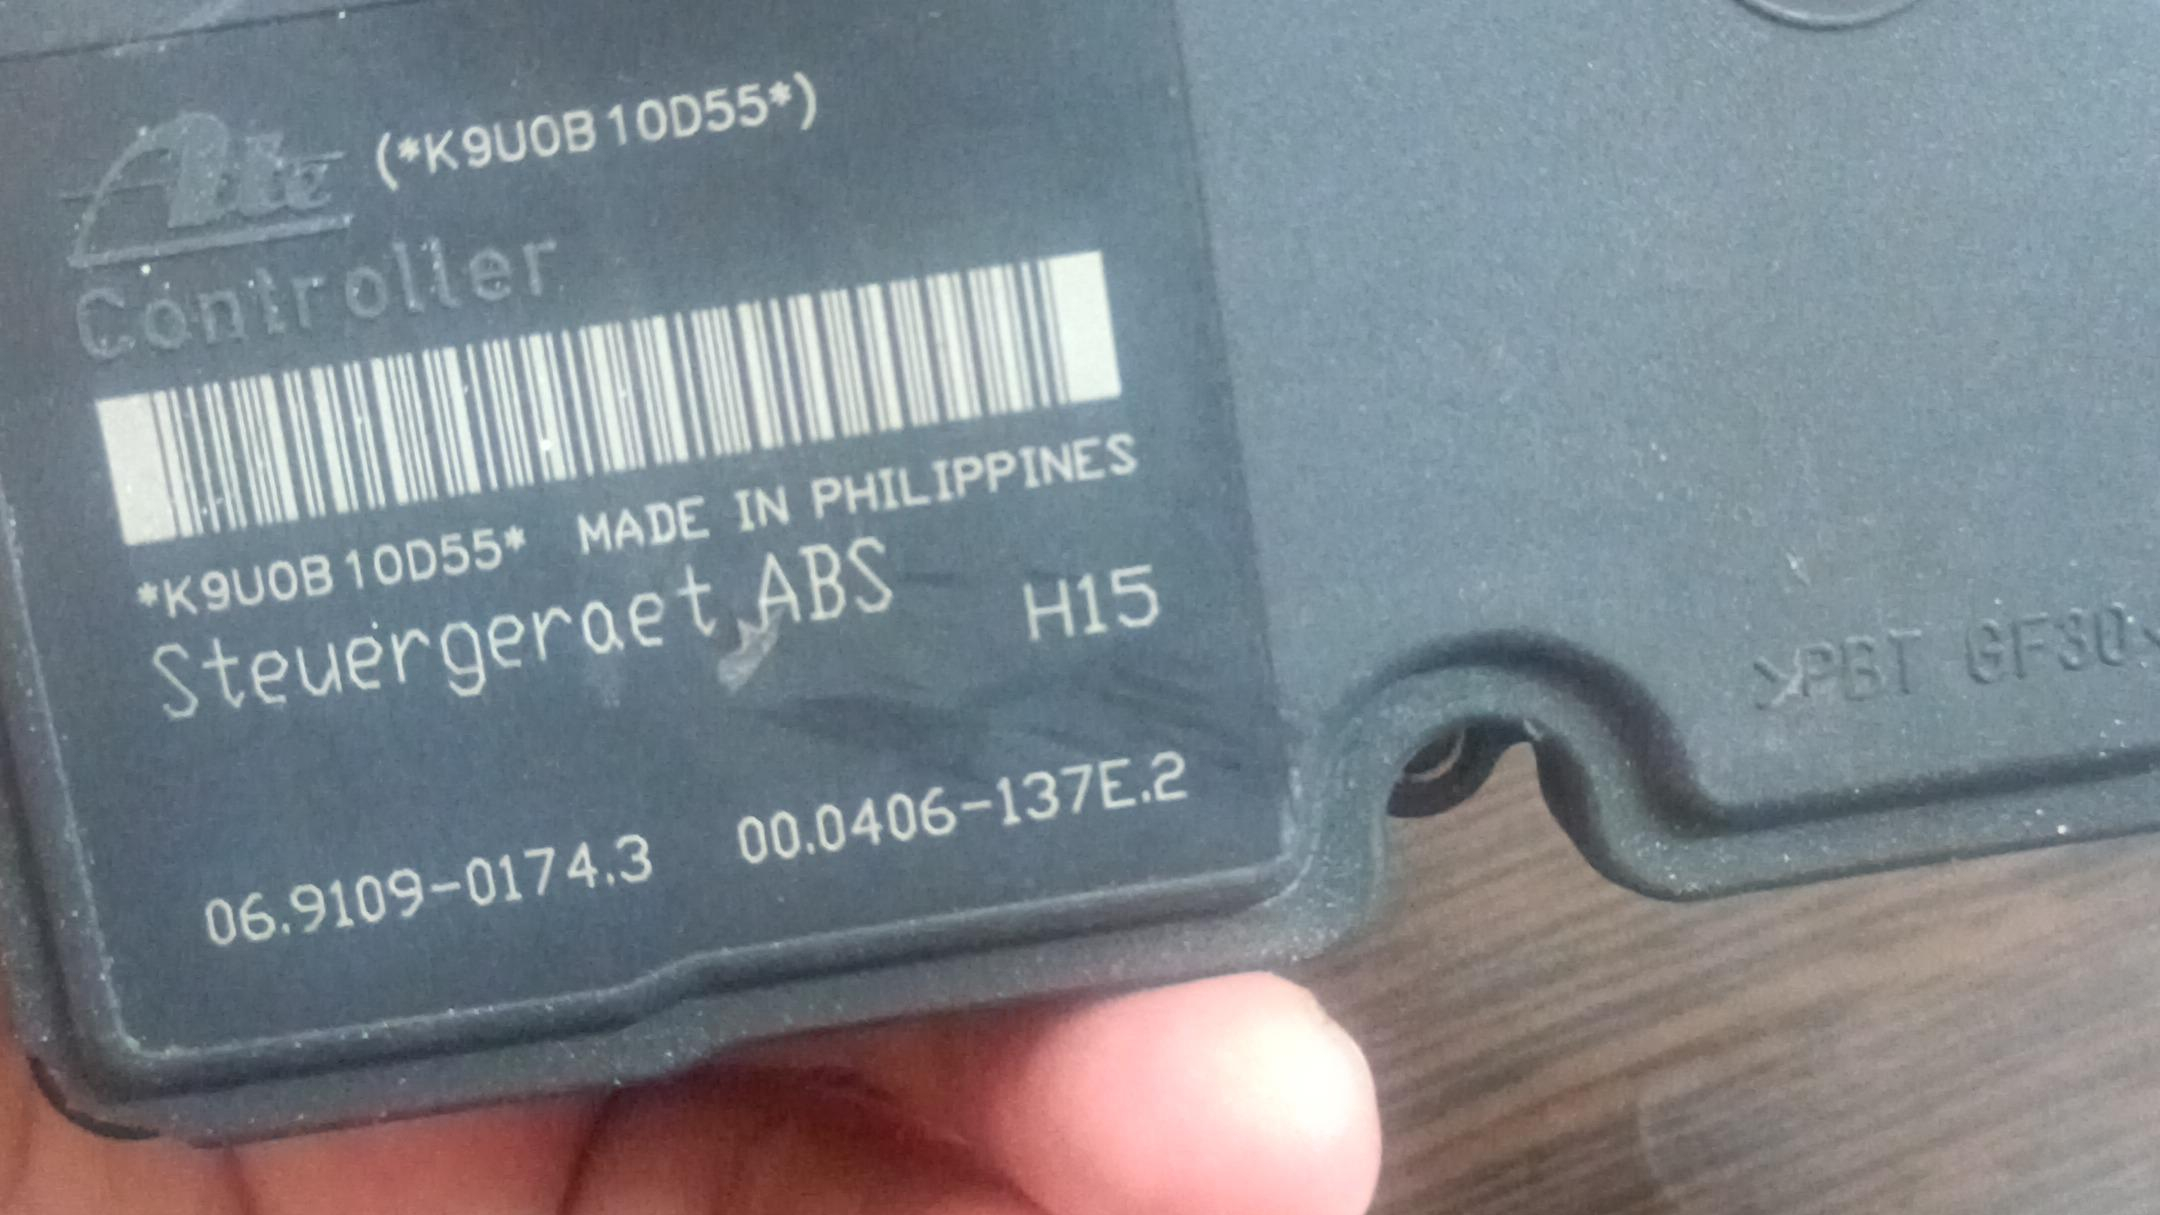 Ate (*K9U0B10D55*)
Controller
*K9U0B10D55* MADE IN PHILIPPINES
Steuergeraet ABS H15
06.9109-0174.3 00.0406-137E.2
>PBT GF30<